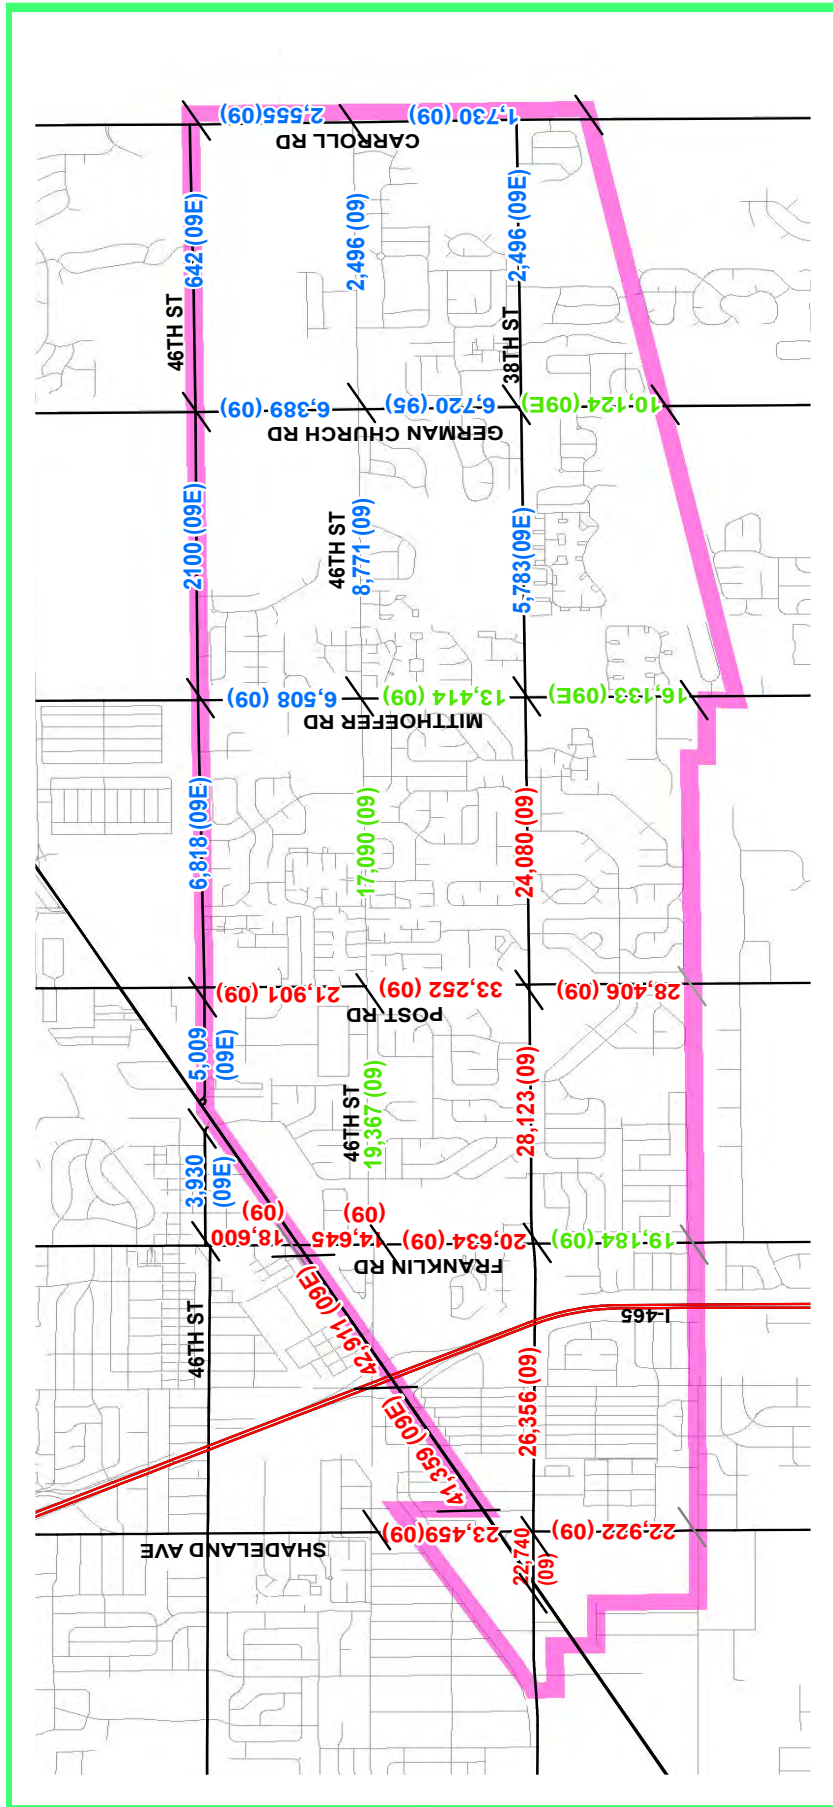 2,555(09)
1,730 (09)
CARROLL RD
642 (09E)
2,496 (09)
2,496 (09E)
46TH ST
38TH ST
6,389 (09)
6,720 (95)
10,124 (09E)
GERMAN CHURCH RD
2100 (09E)
46TH ST
8,771 (09)
5,783(09E)
6,508 (09)
13,414 (09)
16,133 (09E)
MITTHOEFER RD
6,818 (09E)
17,090 (09)
24,080 (09)
21,901 (09)
33,252 (09)
28,406 (09)
POST RD
5,009
(09E)
46TH ST
19,367 (09)
28,123 (09)
3,930
(09E)
18,600
(09)
14,645
(09)
20,634 (09)
19,184 (09)
FRANKLIN RD
42,911 (09E)
I-465
46TH ST
26,356 (09)
41,359 (09E)
23,459(09)
22,922 (09)
SHADELAND AVE
22,740
(09)